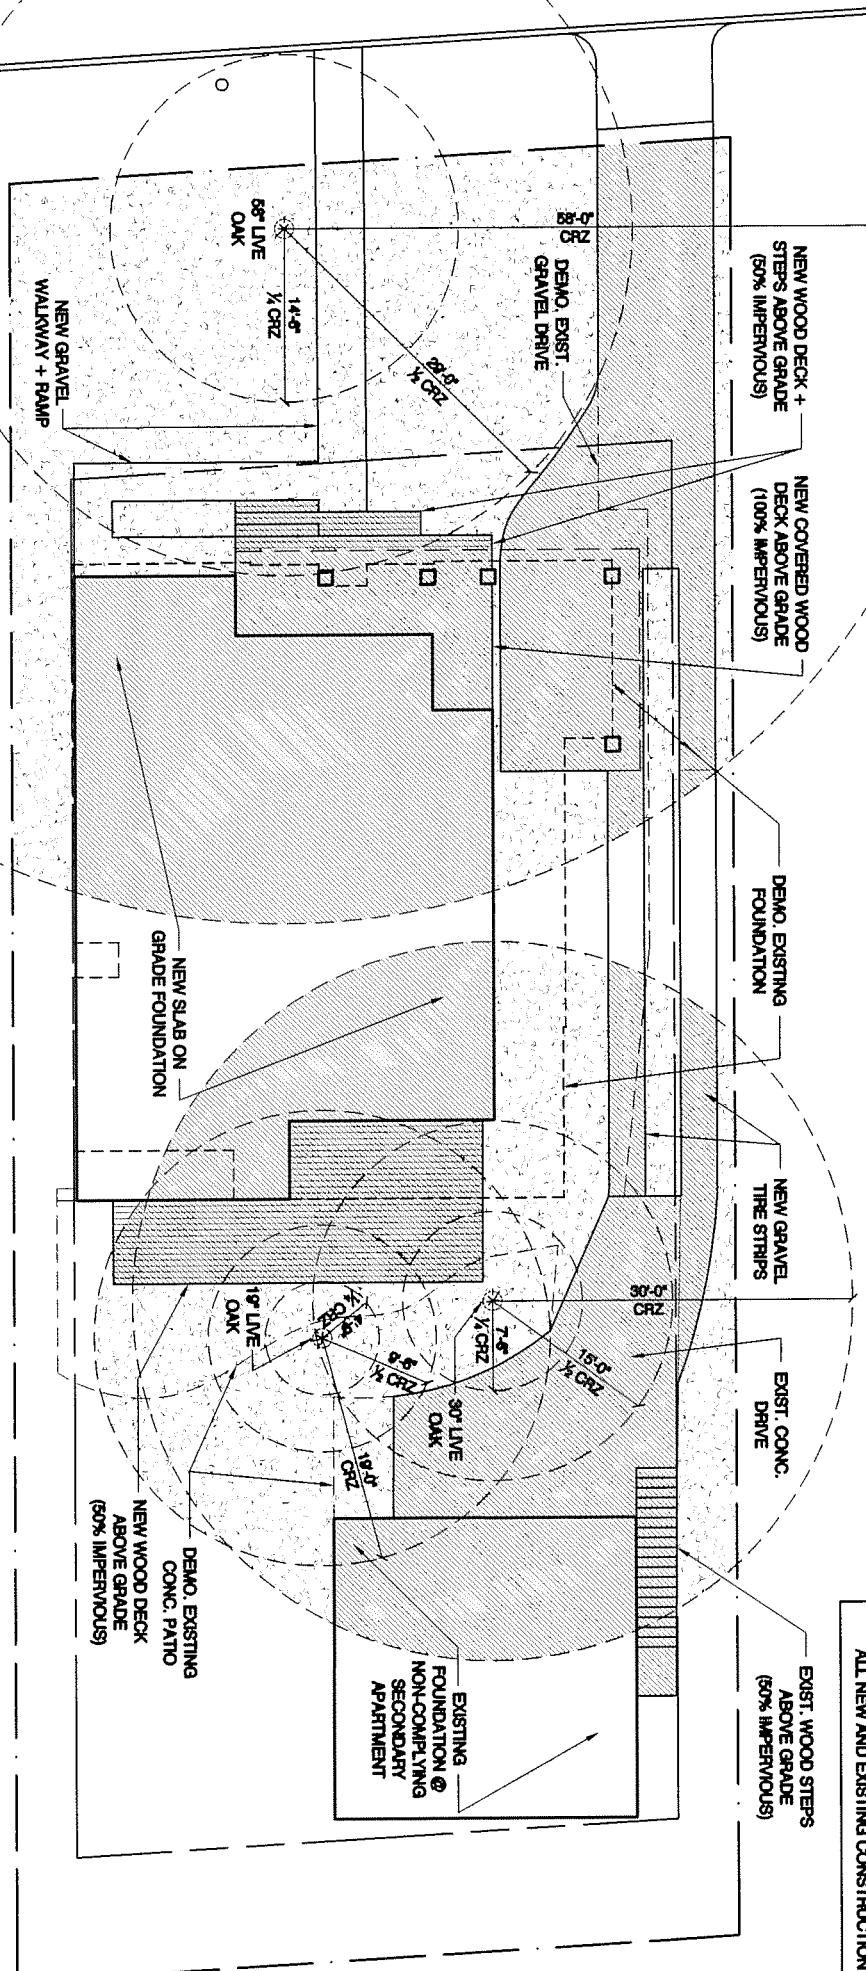 ALL NEW AND EXISTING CONSTRUCTION
58'-0"
CRZ
NEW WOOD DECK +
STEPS ABOVE GRADE
(50% IMPERVIOUS)
NEW COVERED WOOD
DECK ABOVE GRADE
(100% IMPERVIOUS)
DEMO. EXISTING
FOUNDATION
NEW GRAVEL
TIRE STRIPS
EXIST. CONC.
DRIVE
EXIST. WOOD STEPS
ABOVE GRADE
(50% IMPERVIOUS)
DEMO. EXIST.
GRAVEL DRIVE
29'-0"
½ CRZ
58" LIVE
OAK
14'-6"
¼ CRZ
NEW GRAVEL
WALKWAY + RAMP
NEW SLAB ON
GRADE FOUNDATION
30'-0"
CRZ
15'-0"
½ CRZ
7'-6"
¼ CRZ
30" LIVE
OAK
19" LIVE
OAK
¼ CRZ
9'-6"
½ CRZ
19'-0"
CRZ
NEW WOOD DECK
ABOVE GRADE
(50% IMPERVIOUS)
DEMO. EXISTING
CONC. PATIO
EXISTING
FOUNDATION @
NON-COMPLYING
SECONDARY
APARTMENT